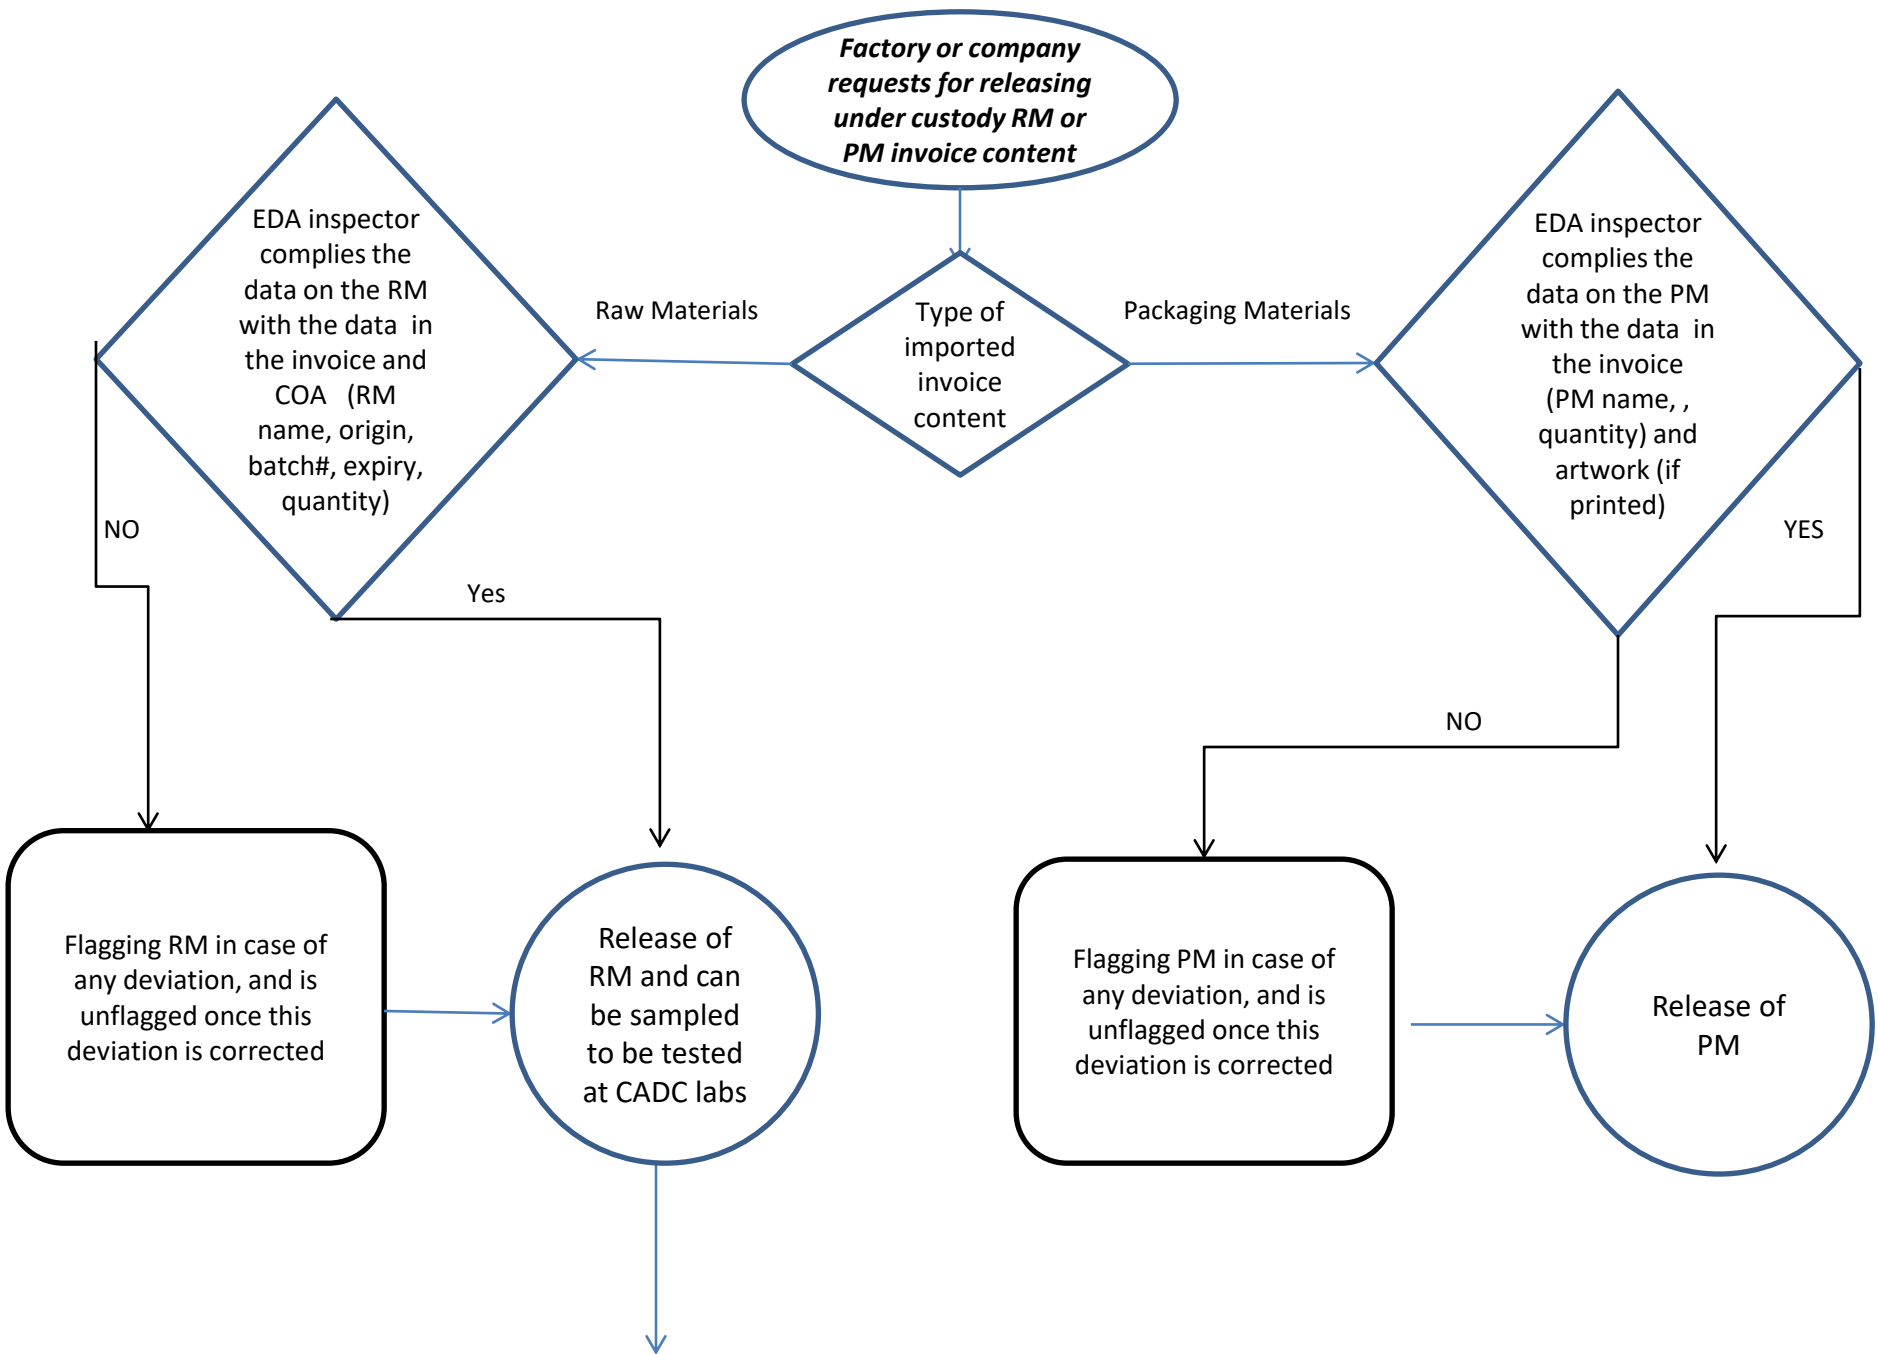 Factory or company
requests for releasing
under custody RM or
PM invoice content
EDA inspector
complies the
data on the RM
with the data in
the invoice and
COA (RM
name, origin,
batch#, expiry,
quantity)
Raw Materials
Type of
imported
invoice
content
Packaging Materials
EDA inspector
complies the
data on the PM
with the data in
the invoice
(PM name, ,
quantity) and
artwork (if
printed)
NO
Yes
NO
YES
Flagging RM in case of
any deviation, and is
unflagged once this
deviation is corrected
Release of
RM and can
be sampled
to be tested
at CADC labs
Flagging PM in case of
any deviation, and is
unflagged once this
deviation is corrected
Release of
PM